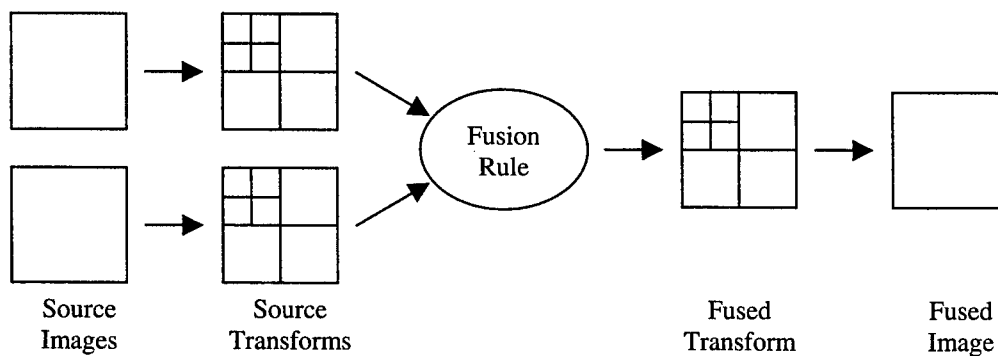 Fusion
Rule
Source
Images
Source
Transforms
Fused
Transform
Fused
Image